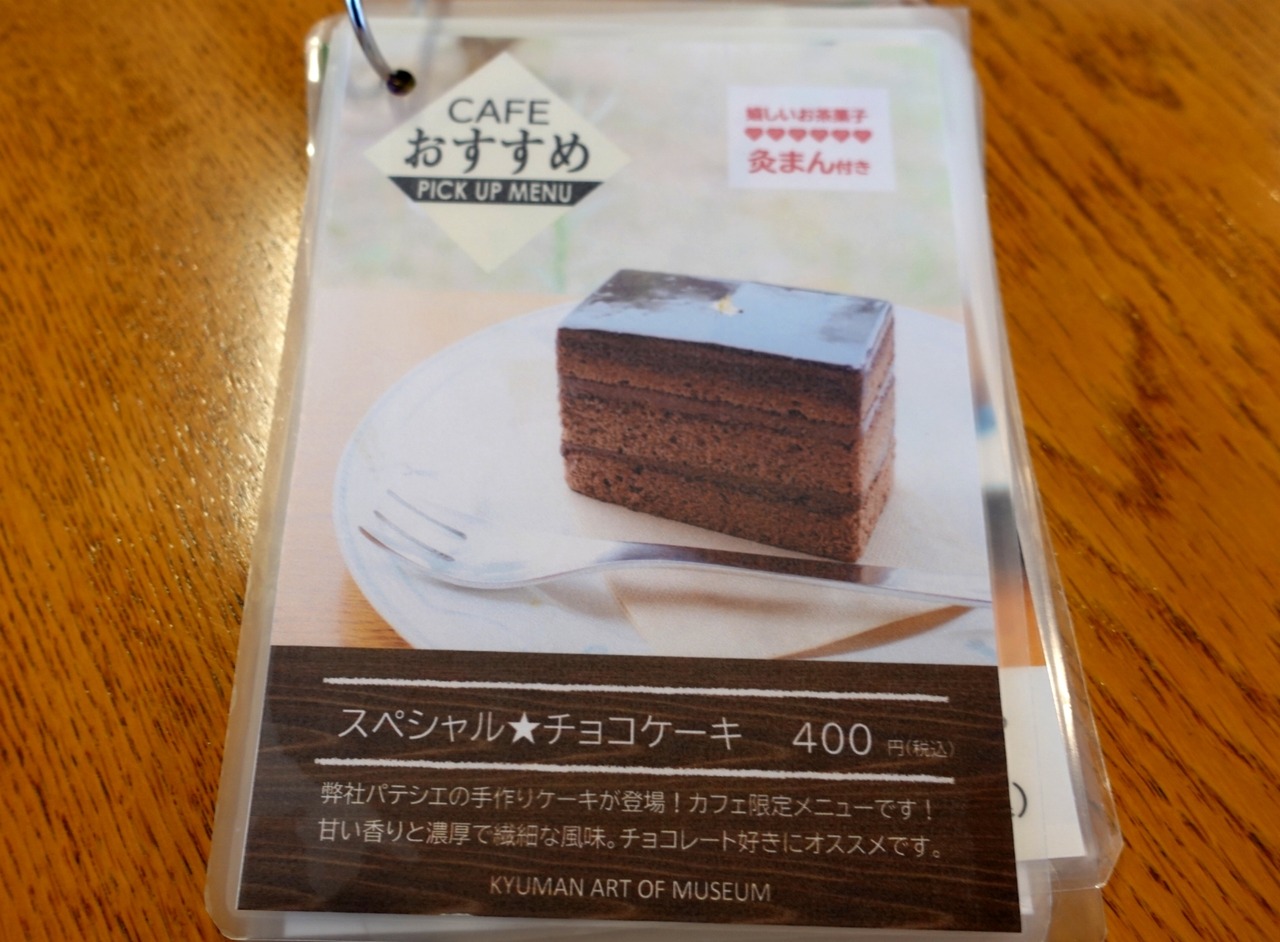 CAFE
おすすめ
PICK UP MENU
嬉しいお茶菓子
♥♥♥♥♥♥
灸まん付き
スペシャル★チョコケーキ 400 円(税込)
弊社パテシエの手作りケーキが登場!カフェ限定メニューです!
甘い香りと濃厚で繊細な風味。チョコレート好きにオススメです。
KYUMAN ART OF MUSEUM